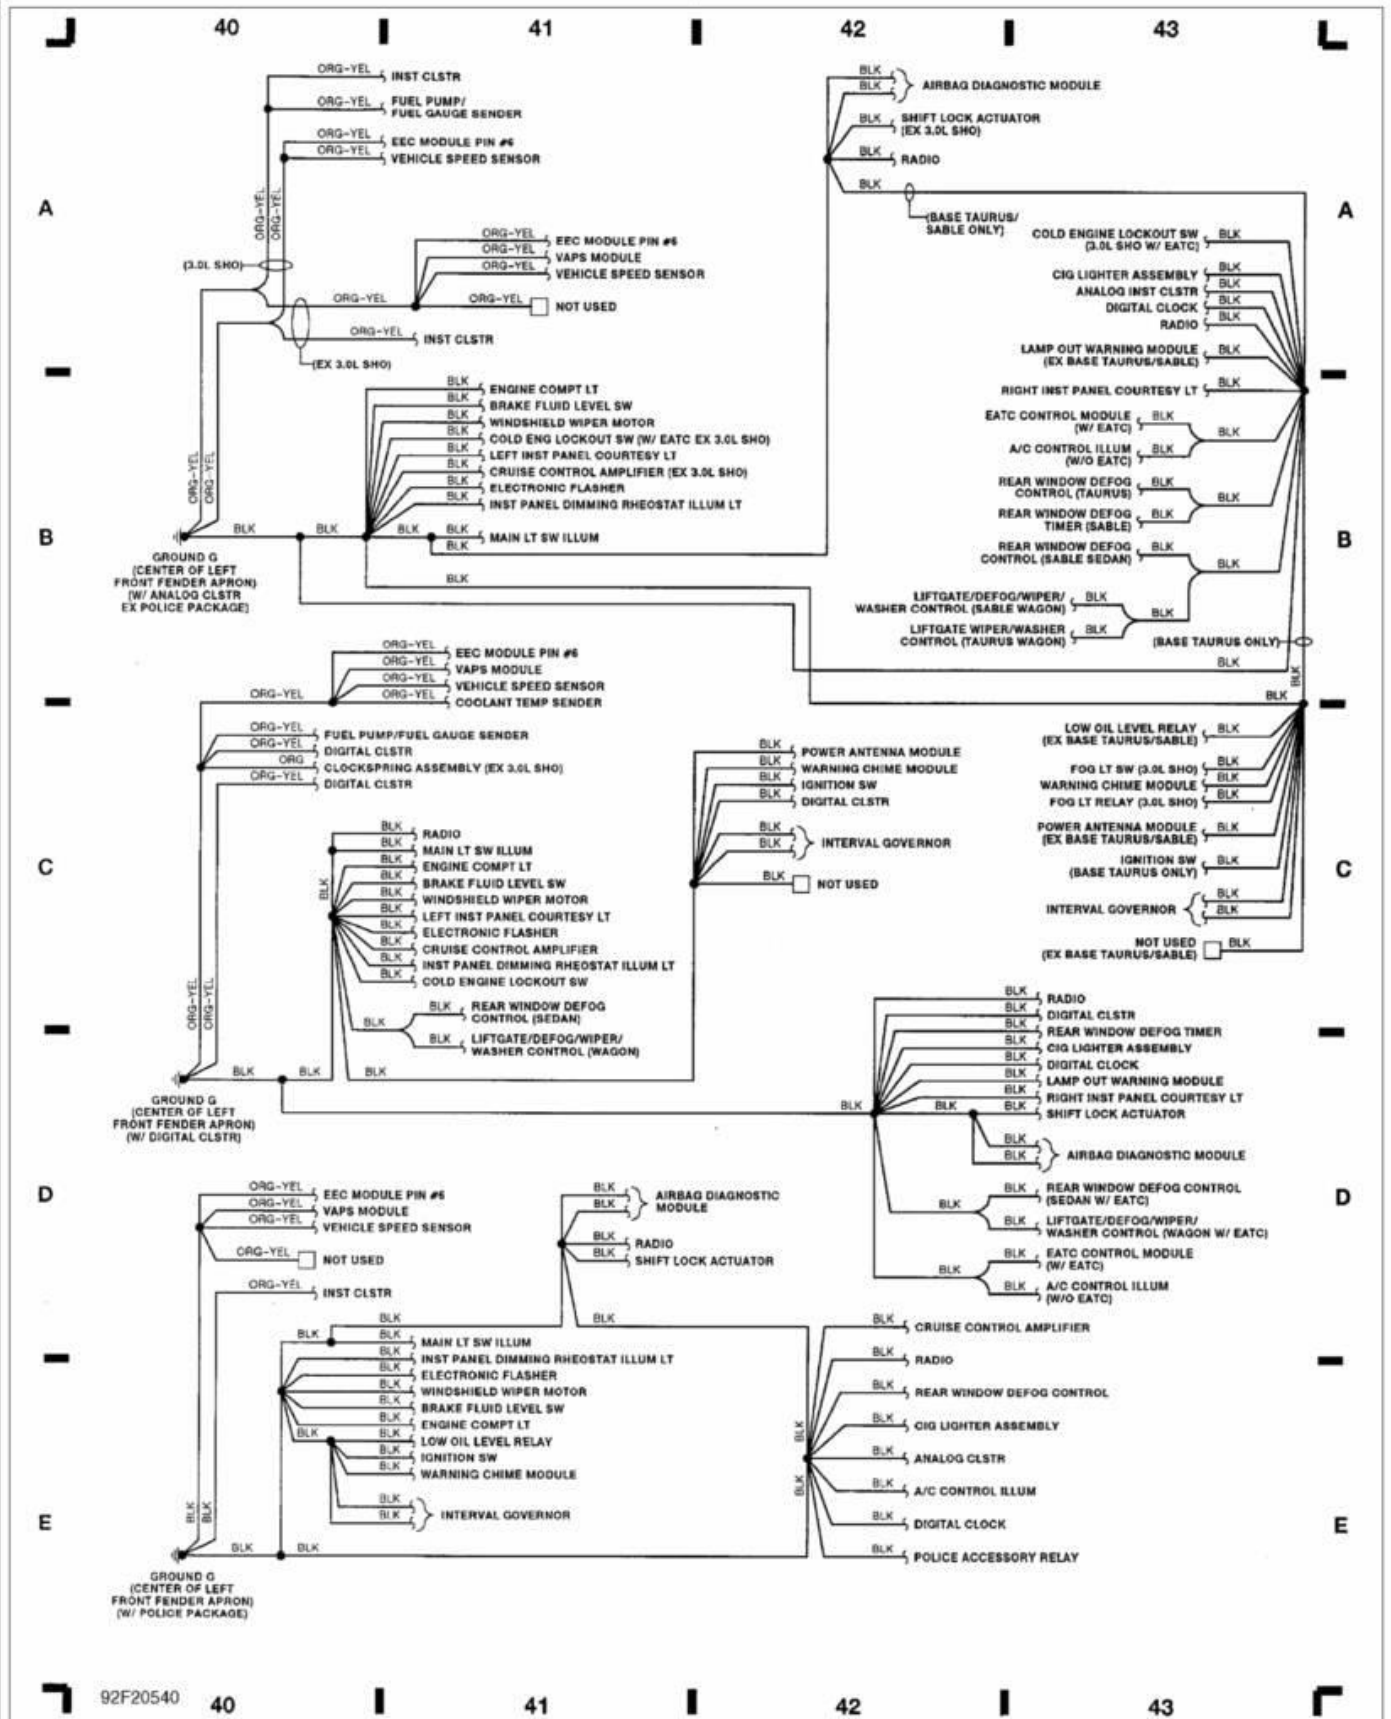 40 41 42 43
A
ORG-YEL INST CLSTR
ORG-YEL FUEL PUMP/
FUEL GAUGE SENDER
ORG-YEL EEC MODULE PIN #6
ORG-YEL VEHICLE SPEED SENSOR
ORG-YEL
ORG-YEL
(3.0L SHO)
ORG-YEL EEC MODULE PIN #6
ORG-YEL VAPS MODULE
ORG-YEL VEHICLE SPEED SENSOR
ORG-YEL
ORG-YEL NOT USED
ORG-YEL INST CLSTR
(EX 3.0L SHO)
BLK
BLK
AIRBAG DIAGNOSTIC MODULE
BLK SHIFT LOCK ACTUATOR
(EX 3.0L SHO)
BLK RADIO
BLK
(BASE TAURUS/
SABLE ONLY)
A
COLD ENGINE LOCKOUT SW BLK
(3.0L SHO W/ EATC)
CIG LIGHTER ASSEMBLY BLK
ANALOG INST CLSTR BLK
DIGITAL CLOCK BLK
RADIO BLK
LAMP OUT WARNING MODULE BLK
(EX BASE TAURUS/SABLE)
RIGHT INST PANEL COURTESY LT BLK
EATC CONTROL MODULE BLK
(W/ EATC)
BLK
A/C CONTROL ILLUM BLK
(W/O EATC)
REAR WINDOW DEFOG BLK
CONTROL (TAURUS)
BLK
REAR WINDOW DEFOG BLK
TIMER (SABLE)
REAR WINDOW DEFOG BLK
CONTROL (SABLE SEDAN)
BLK
LIFTGATE/DEFOG/WIPER/ BLK
WASHER CONTROL (SABLE WAGON)
BLK
LIFTGATE WIPER/WASHER BLK
CONTROL (TAURUS WAGON)
(BASE TAURUS ONLY)
BLK
BLK
BLK
B
BLK ENGINE COMPT LT
BLK BRAKE FLUID LEVEL SW
BLK WINDSHIELD WIPER MOTOR
BLK COLD ENG LOCKOUT SW (W/ EATC EX 3.0L SHO)
BLK LEFT INST PANEL COURTESY LT
BLK CRUISE CONTROL AMPLIFIER (EX 3.0L SHO)
BLK ELECTRONIC FLASHER
BLK INST PANEL DIMMING RHEOSTAT ILLUM LT
BLK MAIN LT SW ILLUM
BLK
BLK
ORG-YEL
ORG-YEL
BLK BLK BLK
GROUND G
(CENTER OF LEFT
FRONT FENDER APRON)
(W/ ANALOG CLSTR
EX POLICE PACKAGE)
B
ORG-YEL EEC MODULE PIN #6
ORG-YEL VAPS MODULE
ORG-YEL VEHICLE SPEED SENSOR
ORG-YEL COOLANT TEMP SENDER
ORG-YEL
ORG-YEL FUEL PUMP/FUEL GAUGE SENDER
ORG-YEL DIGITAL CLSTR
ORG CLOCKSPRING ASSEMBLY (EX 3.0L SHO)
ORG-YEL DIGITAL CLSTR
C
BLK RADIO
BLK MAIN LT SW ILLUM
BLK ENGINE COMPT LT
BLK BRAKE FLUID LEVEL SW
BLK WINDSHIELD WIPER MOTOR
BLK LEFT INST PANEL COURTESY LT
BLK ELECTRONIC FLASHER
BLK CRUISE CONTROL AMPLIFIER
BLK INST PANEL DIMMING RHEOSTAT ILLUM LT
BLK COLD ENGINE LOCKOUT SW
BLK
BLK REAR WINDOW DEFOG
CONTROL (SEDAN)
BLK
BLK LIFTGATE/DEFOG/WIPER/
WASHER CONTROL (WAGON)
BLK POWER ANTENNA MODULE
BLK WARNING CHIME MODULE
BLK IGNITION SW
BLK DIGITAL CLSTR
BLK
BLK
INTERVAL GOVERNOR
BLK NOT USED
LOW OIL LEVEL RELAY BLK
(EX BASE TAURUS/SABLE)
FOG LT SW (3.0L SHO) BLK
WARNING CHIME MODULE BLK
FOG LT RELAY (3.0L SHO) BLK
POWER ANTENNA MODULE BLK
(EX BASE TAURUS/SABLE)
IGNITION SW BLK
(BASE TAURUS ONLY)
INTERVAL GOVERNOR
BLK
BLK
NOT USED BLK
(EX BASE TAURUS/SABLE)
C
ORG-YEL
ORG-YEL
BLK BLK BLK
GROUND G
(CENTER OF LEFT
FRONT FENDER APRON)
(W/ DIGITAL CLSTR)
BLK RADIO
BLK DIGITAL CLSTR
BLK REAR WINDOW DEFOG TIMER
BLK CIG LIGHTER ASSEMBLY
BLK DIGITAL CLOCK
BLK LAMP OUT WARNING MODULE
BLK RIGHT INST PANEL COURTESY LT
BLK BLK BLK SHIFT LOCK ACTUATOR
BLK
BLK
AIRBAG DIAGNOSTIC MODULE
BLK REAR WINDOW DEFOG CONTROL
(SEDAN W/ EATC)
BLK
BLK LIFTGATE/DEFOG/WIPER/
WASHER CONTROL (WAGON W/ EATC)
BLK EATC CONTROL MODULE
(W/ EATC)
BLK
BLK A/C CONTROL ILLUM
(W/O EATC)
D
D
ORG-YEL EEC MODULE PIN #6
ORG-YEL VAPS MODULE
ORG-YEL VEHICLE SPEED SENSOR
ORG-YEL NOT USED
ORG-YEL INST CLSTR
BLK
BLK
AIRBAG DIAGNOSTIC
MODULE
BLK RADIO
BLK SHIFT LOCK ACTUATOR
BLK
BLK
BLK
BLK MAIN LT SW ILLUM
BLK INST PANEL DIMMING RHEOSTAT ILLUM LT
BLK ELECTRONIC FLASHER
BLK WINDSHIELD WIPER MOTOR
BLK BRAKE FLUID LEVEL SW
BLK ENGINE COMPT LT
BLK BLK LOW OIL LEVEL RELAY
BLK IGNITION SW
BLK WARNING CHIME MODULE
BLK
BLK
INTERVAL GOVERNOR
BLK CRUISE CONTROL AMPLIFIER
BLK RADIO
BLK REAR WINDOW DEFOG CONTROL
BLK CIG LIGHTER ASSEMBLY
BLK ANALOG CLSTR
BLK A/C CONTROL ILLUM
BLK DIGITAL CLOCK
BLK POLICE ACCESSORY RELAY
BLK
BLK
E
E
BLK
BLK
BLK BLK
GROUND G
(CENTER OF LEFT
FRONT FENDER APRON)
(W/ POLICE PACKAGE)
92F20540 40 41 42 43